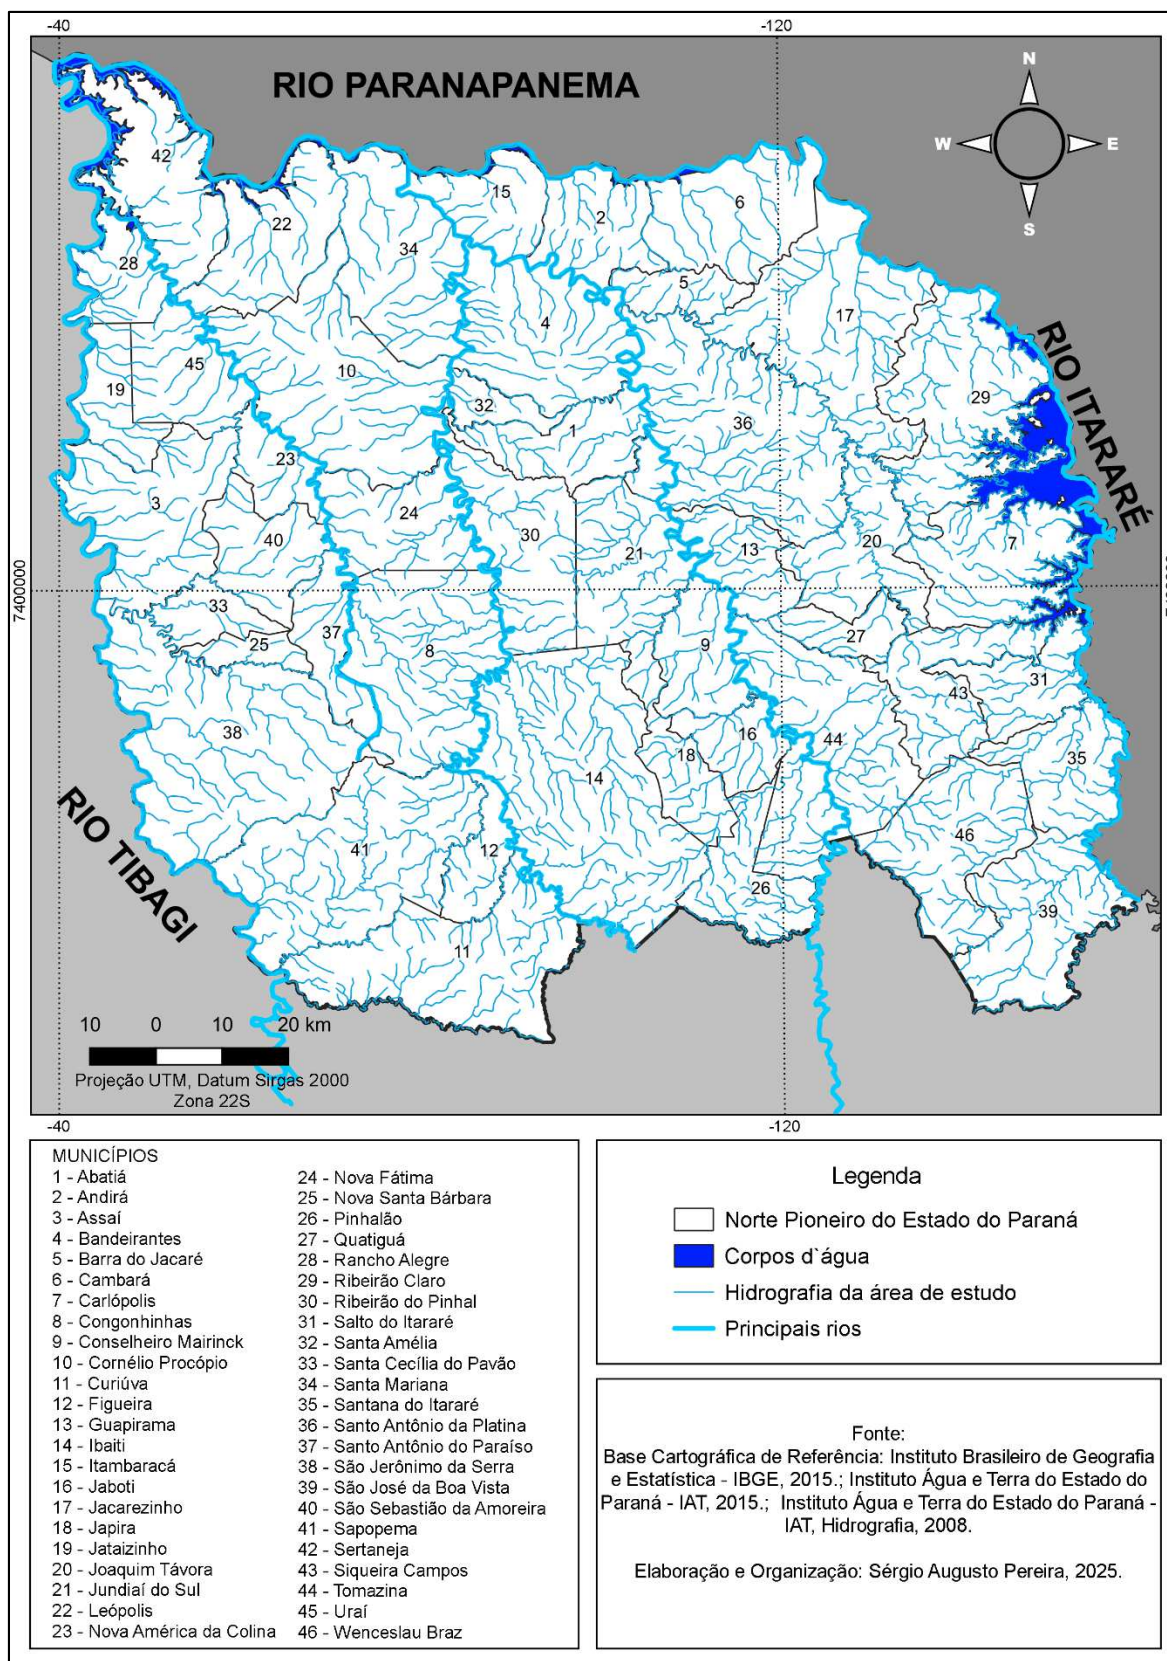 -40
-120
RIO PARANAPANEMA
N
W
E
S
42
15
2
6
22
34
28
5
4
17
RIO ITARARÉ
45
19
10
32
29
1
36
23
3
24
30
40
21
13
20
7
7400000
33
37
27
25
8
9
31
43
38
16
44
35
18
14
46
RIO TIBAGI
41
12
26
39
11
10 0 10 20 km
Projeção UTM, Datum Sirgas 2000
Zona 22S
-40
-120
MUNICÍPIOS
1 - Abatiá
2 - Andirá
3 - Assaí
4 - Bandeirantes
5 - Barra do Jacaré
6 - Cambará
7 - Carlópolis
8 - Congonhinhas
9 - Conselheiro Mairinck
10 - Cornélio Procópio
11 - Curiúva
12 - Figueira
13 - Guapirama
14 - Ibaiti
15 - Itambaracá
16 - Jaboti
17 - Jacarezinho
18 - Japira
19 - Jataizinho
20 - Joaquim Távora
21 - Jundiaí do Sul
22 - Leópolis
23 - Nova América da Colina
24 - Nova Fátima
25 - Nova Santa Bárbara
26 - Pinhalão
27 - Quatiguá
28 - Rancho Alegre
29 - Ribeirão Claro
30 - Ribeirão do Pinhal
31 - Salto do Itararé
32 - Santa Amélia
33 - Santa Cecília do Pavão
34 - Santa Mariana
35 - Santana do Itararé
36 - Santo Antônio da Platina
37 - Santo Antônio do Paraíso
38 - São Jerônimo da Serra
39 - São José da Boa Vista
40 - São Sebastião da Amoreira
41 - Sapopema
42 - Sertaneja
43 - Siqueira Campos
44 - Tomazina
45 - Uraí
46 - Wenceslau Braz
Legenda
Norte Pioneiro do Estado do Paraná
Corpos d`água
Hidrografia da área de estudo
Principais rios
Fonte:
Base Cartográfica de Referência: Instituto Brasileiro de Geografia
e Estatística - IBGE, 2015.; Instituto Água e Terra do Estado do
Paraná - IAT, 2015.; Instituto Água e Terra do Estado do Paraná -
IAT, Hidrografia, 2008.
Elaboração e Organização: Sérgio Augusto Pereira, 2025.